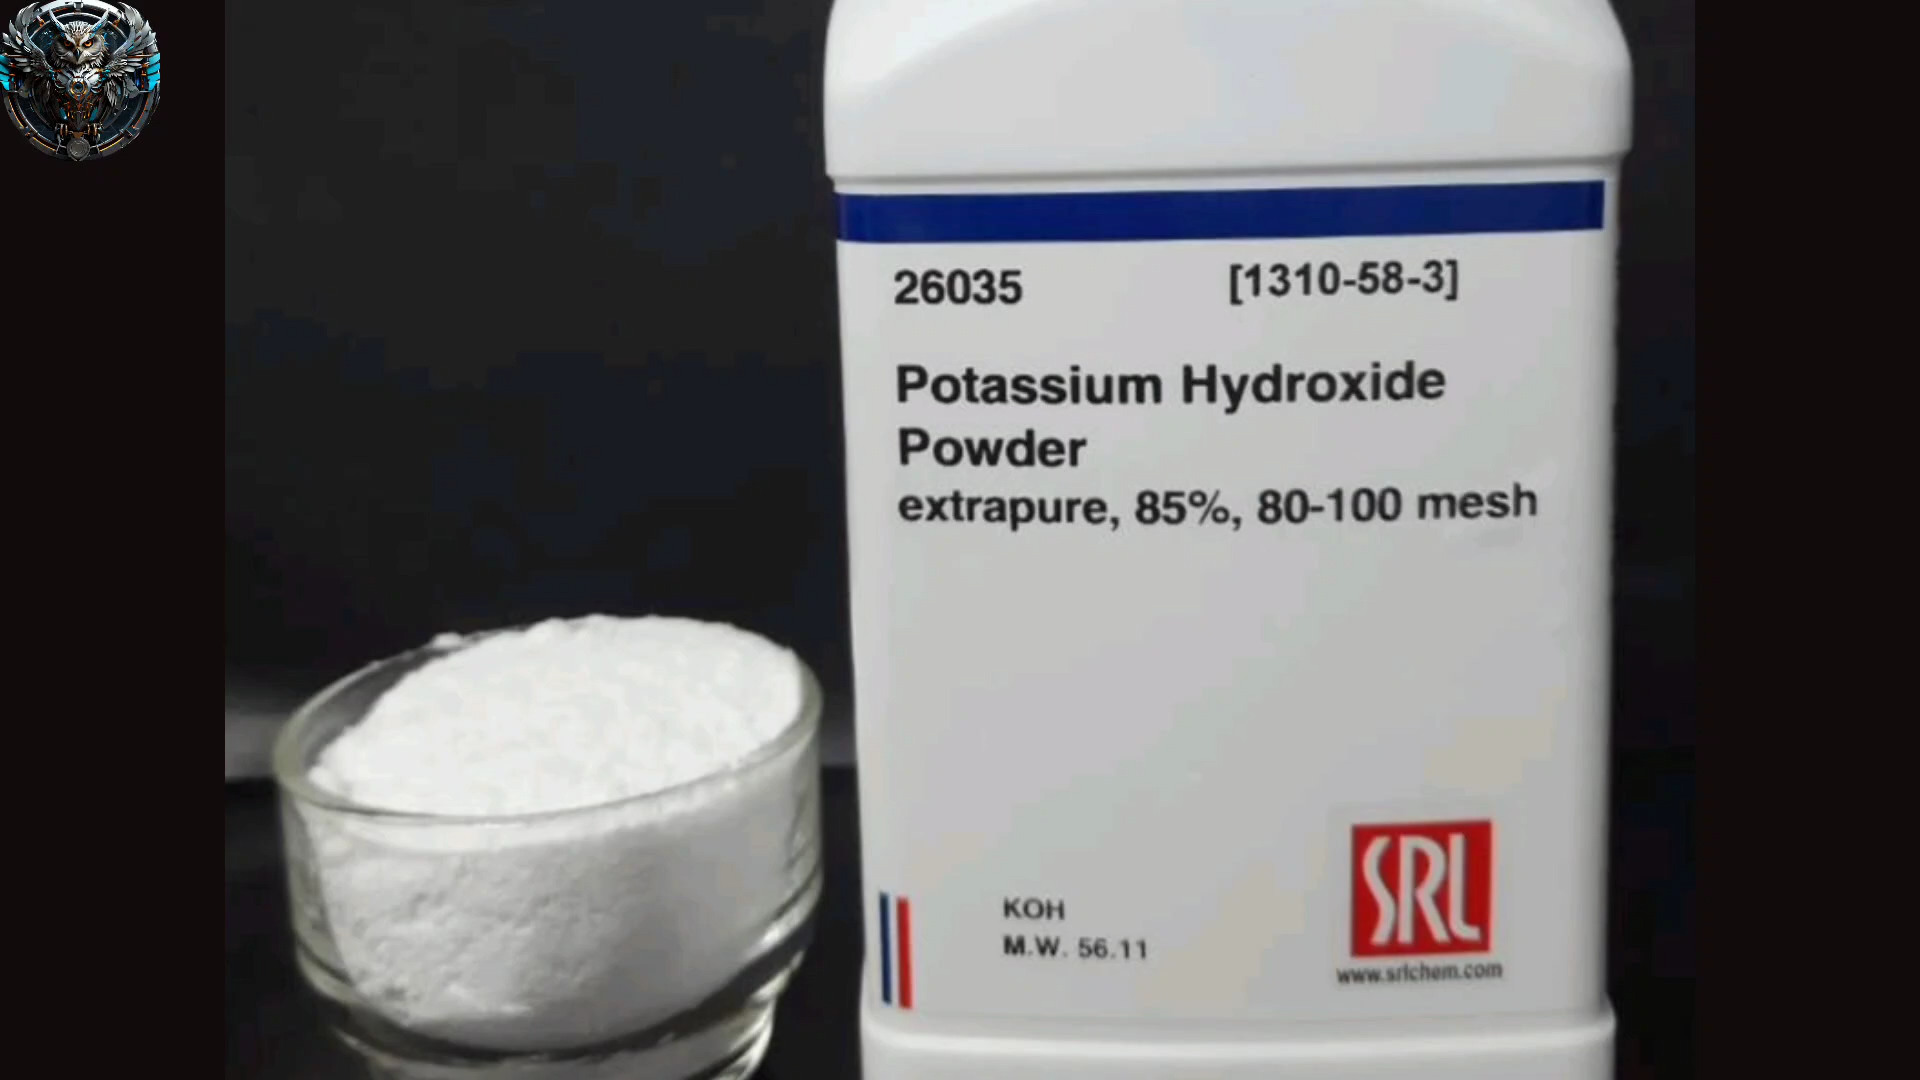 26035 [1310-58-3]
Potassium Hydroxide
Powder
extrapure, 85%, 80-100 mesh
KOH
M.W. 56.11
SRL
www.srlchem.com